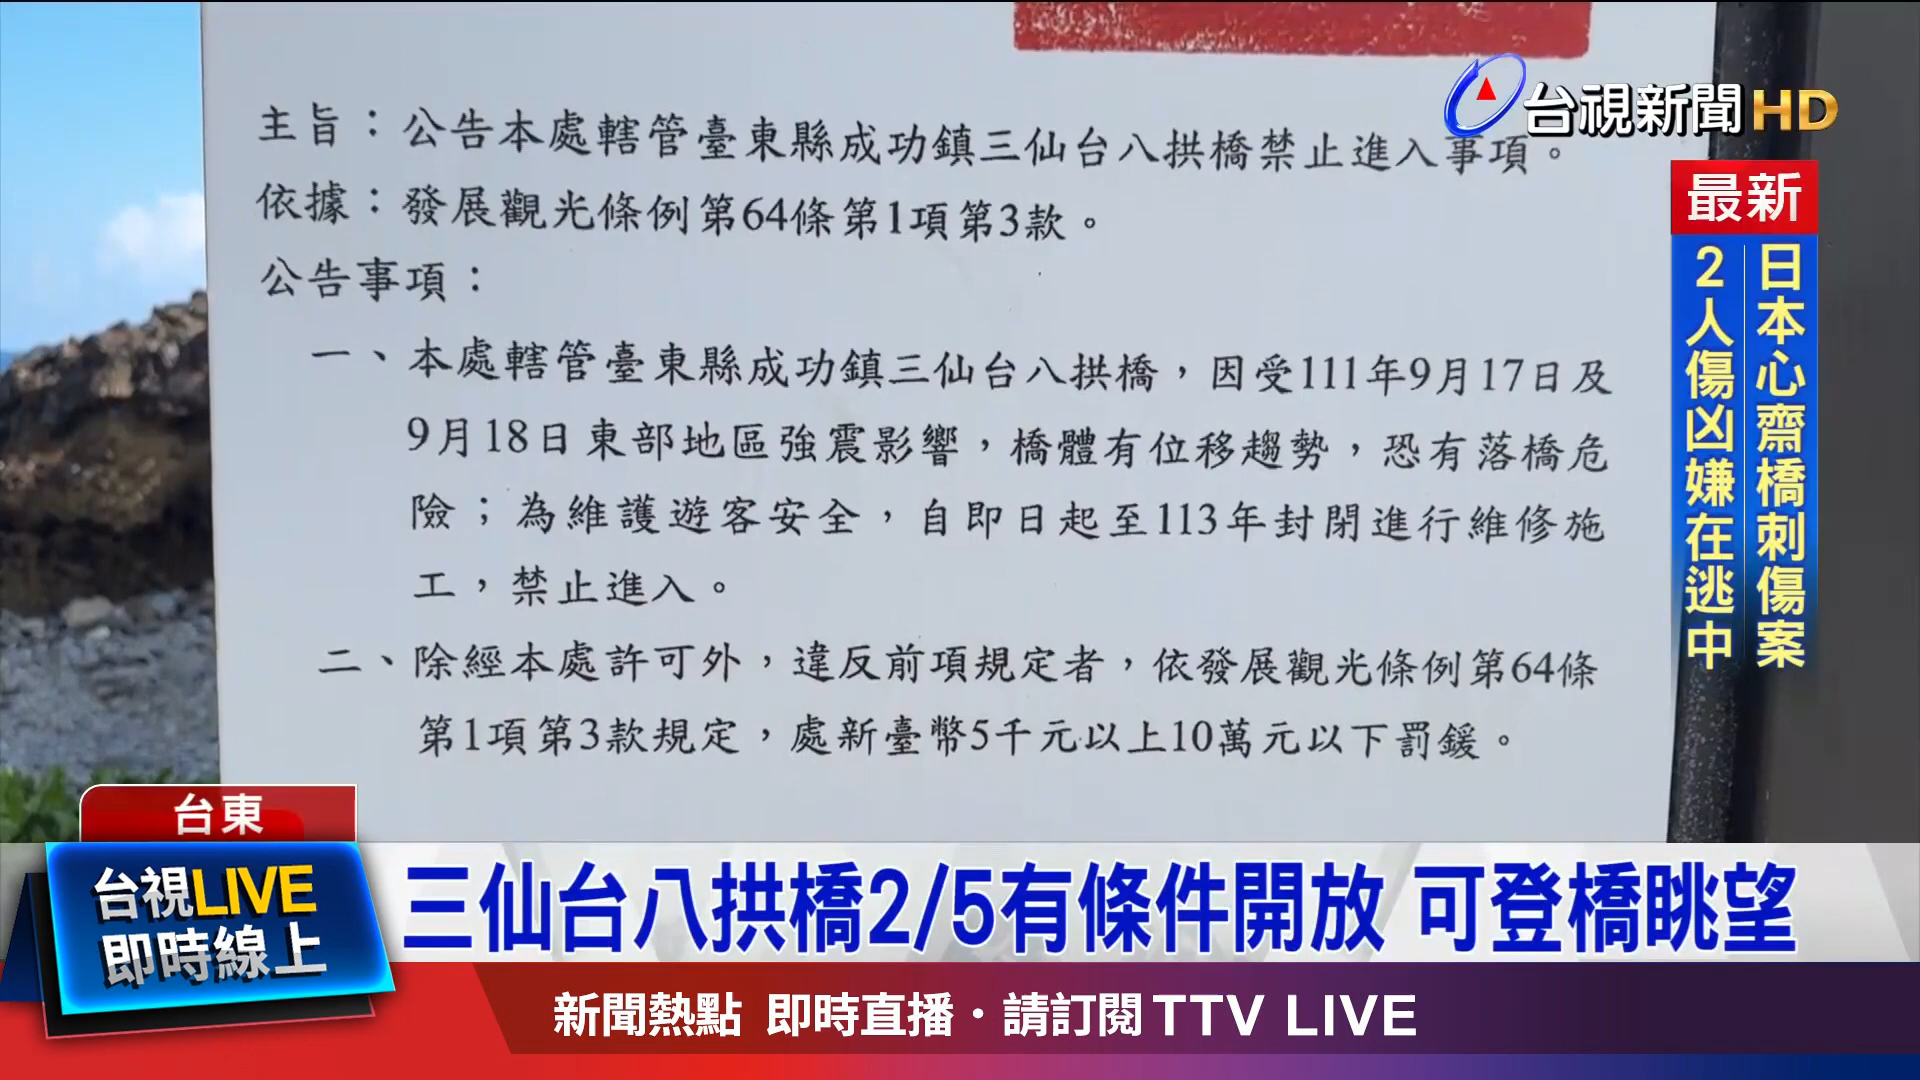 主旨：公告本處轄管臺東縣成功鎮三仙台八拱橋禁止進入事項。
依據：發展觀光條例第64條第1項第3款。
公告事項：
一、本處轄管臺東縣成功鎮三仙台八拱橋，因受111年9月17日及
9月18日東部地區強震影響，橋體有位移趨勢，恐有落橋危
險；為維護遊客安全，自即日起至113年封閉進行維修施
工，禁止進入。
二、除經本處許可外，違反前項規定者，依發展觀光條例第64條
第1項第3款規定，處新臺幣5千元以上10萬元以下罰鍰。
台視新聞HD
最新
日本心齋橋刺傷案
2人傷凶嫌在逃中
台東
台視LIVE
即時線上
三仙台八拱橋2/5有條件開放 可登橋眺望
新聞熱點 即時直播・請訂閱TTV LIVE